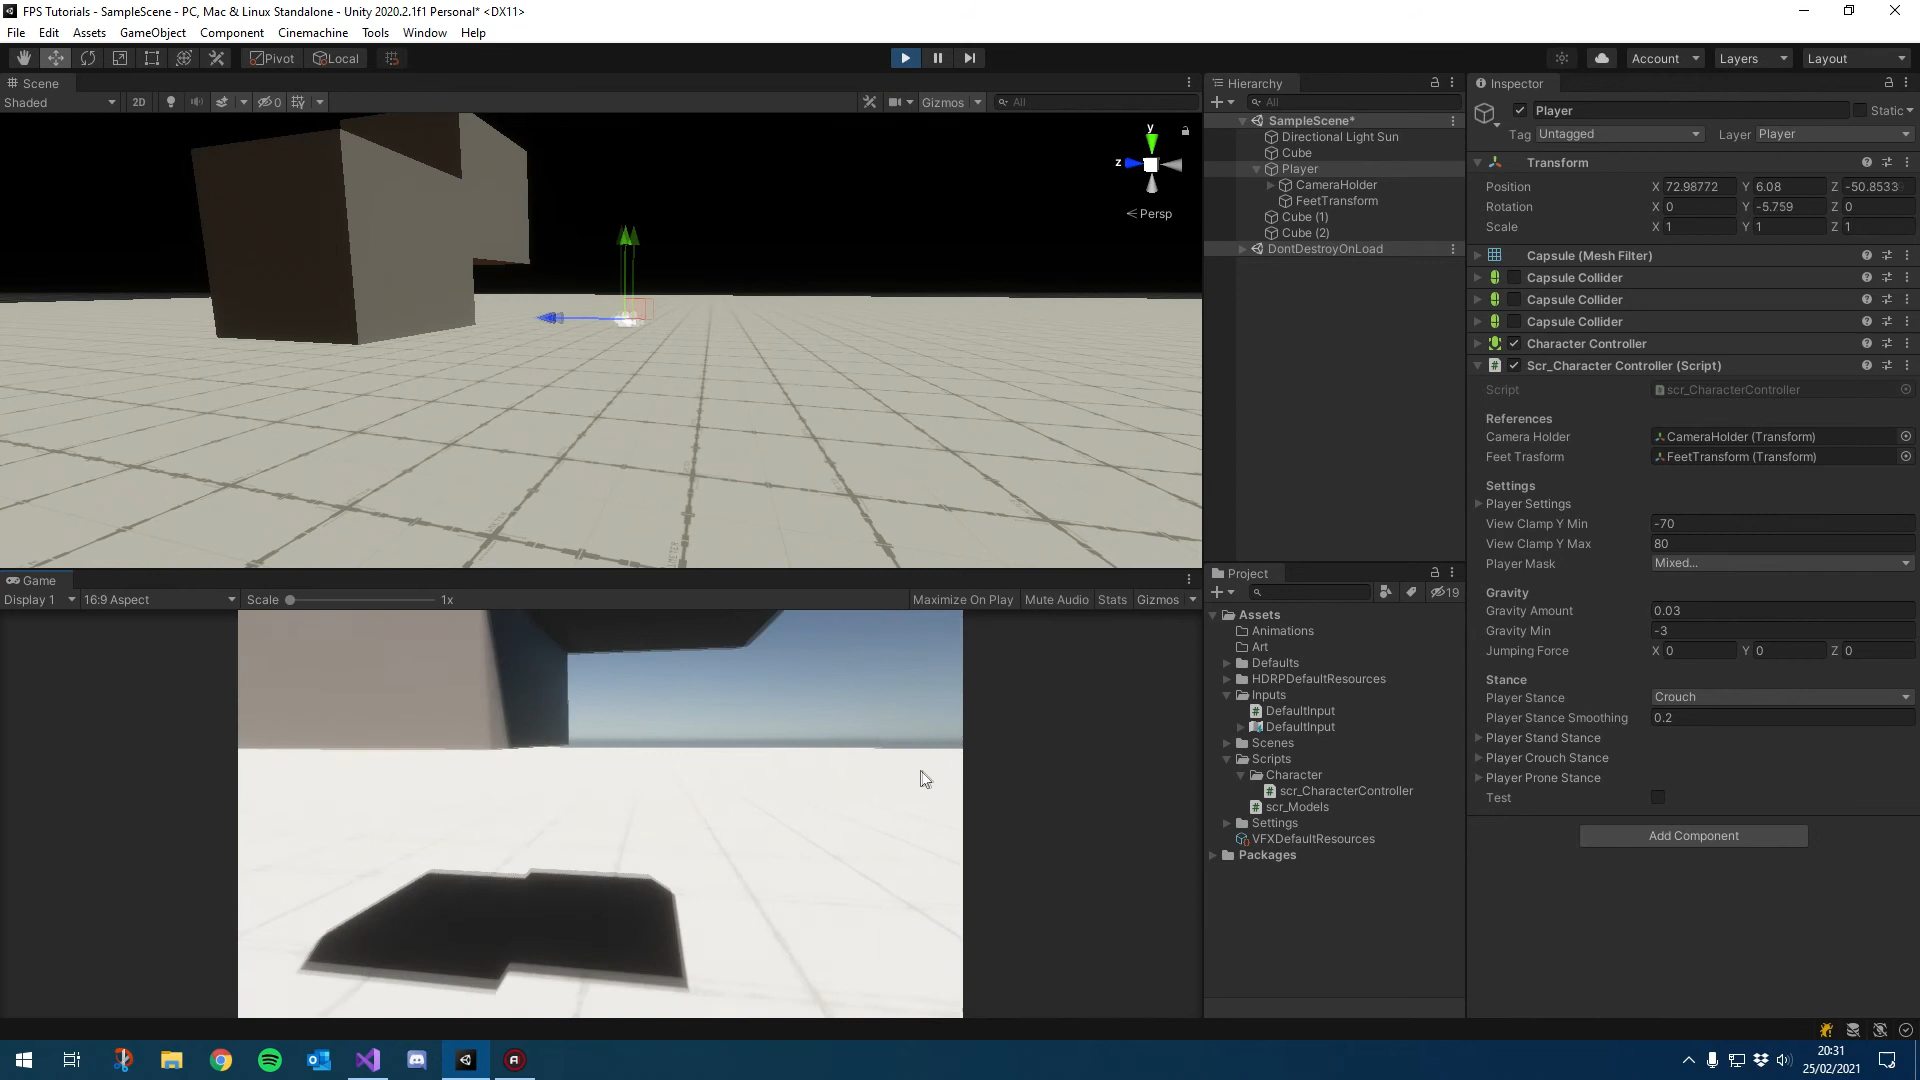 FPS Tutorials - SampleScene - PC, Mac & Linux Standalone - Unity 2020.2.1f1 Personal* <DX11>
File Edit Assets GameObject Component Cinemachine Tools Window Help
Pivot Local Account Layers Layout
Scene
Shaded 2D 0 Gizmos All
y
z
Persp
Game
Display 1 16:9 Aspect Scale 1x Maximize On Play Mute Audio Stats Gizmos
Hierarchy
All
SampleScene*
Directional Light Sun
Cube
Player
CameraHolder
FeetTransform
Cube (1)
Cube (2)
DontDestroyOnLoad
Project
19
Assets
Animations
Art
Defaults
HDRPDefaultResources
Inputs
DefaultInput
DefaultInput
Scenes
Scripts
Character
scr_CharacterController
scr_Models
Settings
VFXDefaultResources
Packages
Inspector
Player Static
Tag Untagged Layer Player
Transform
Position X 72.98772 Y 6.08 Z -50.8533
Rotation X 0 Y -5.759 Z 0
Scale X 1 Y 1 Z 1
Capsule (Mesh Filter)
Capsule Collider
Capsule Collider
Capsule Collider
Character Controller
Scr_Character Controller (Script)
Script scr_CharacterController
References
Camera Holder CameraHolder (Transform)
Feet Trasform FeetTransform (Transform)
Settings
Player Settings
View Clamp Y Min -70
View Clamp Y Max 80
Player Mask Mixed...
Gravity
Gravity Amount 0.03
Gravity Min -3
Jumping Force X 0 Y 0 Z 0
Stance
Player Stance Crouch
Player Stance Smoothing 0.2
Player Stand Stance
Player Crouch Stance
Player Prone Stance
Test
Add Component
20:31
25/02/2021